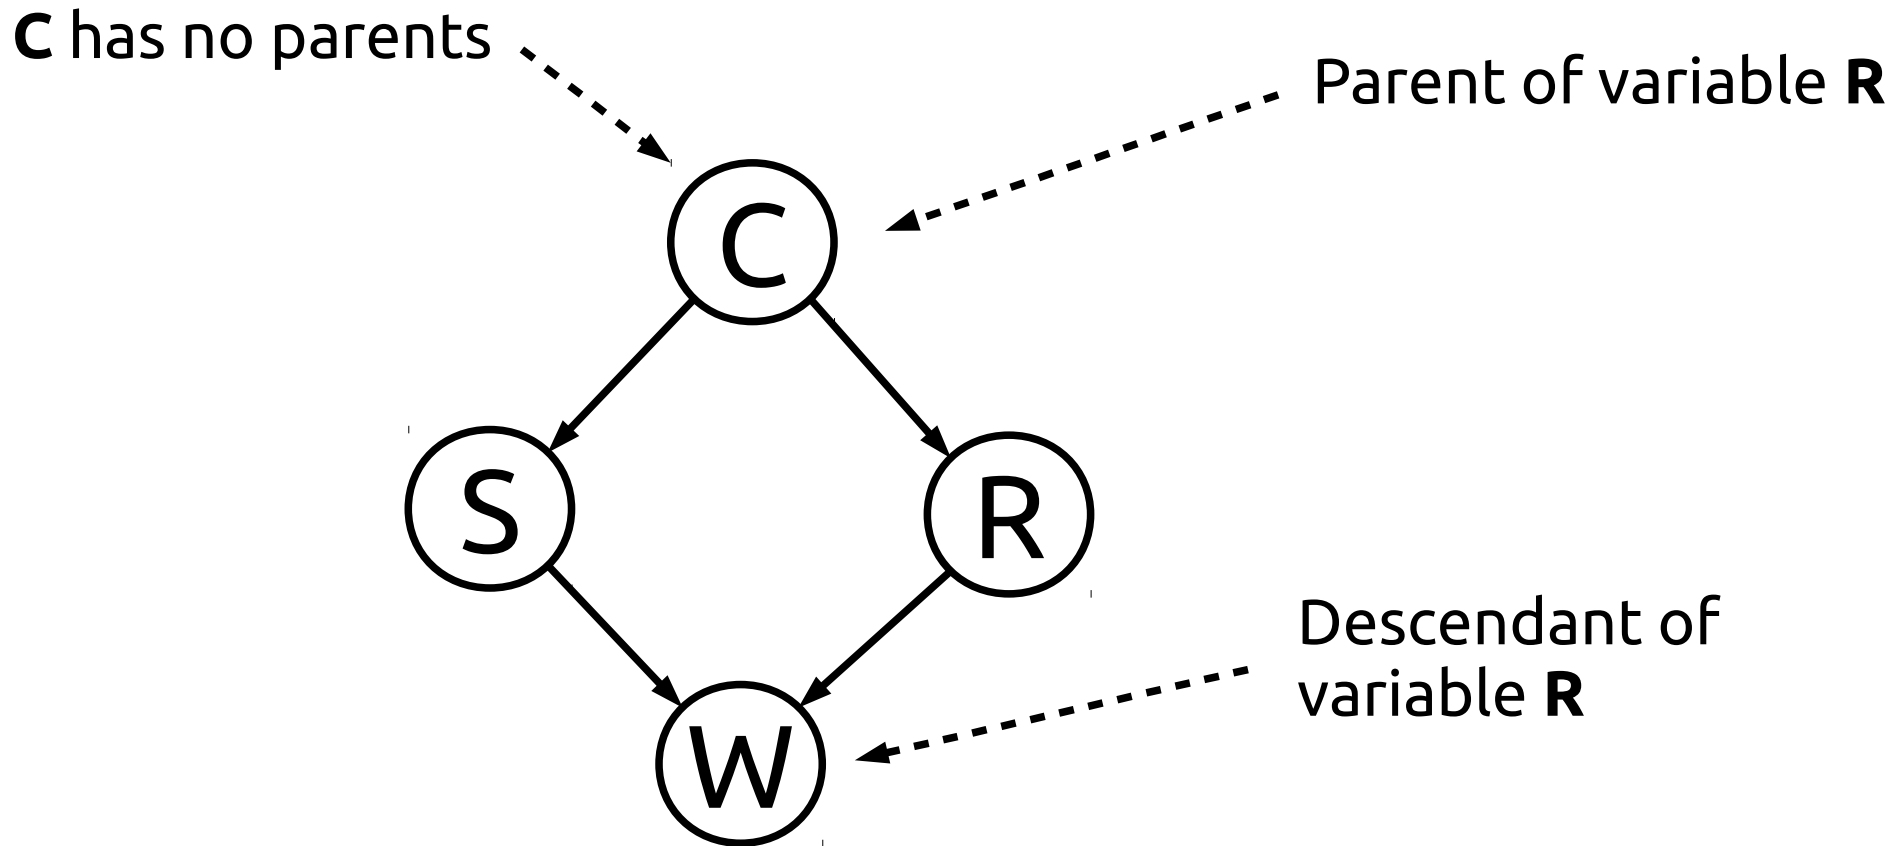 C has no parents
Parent of variable R
C
S
R
Descendant of
variable R
W